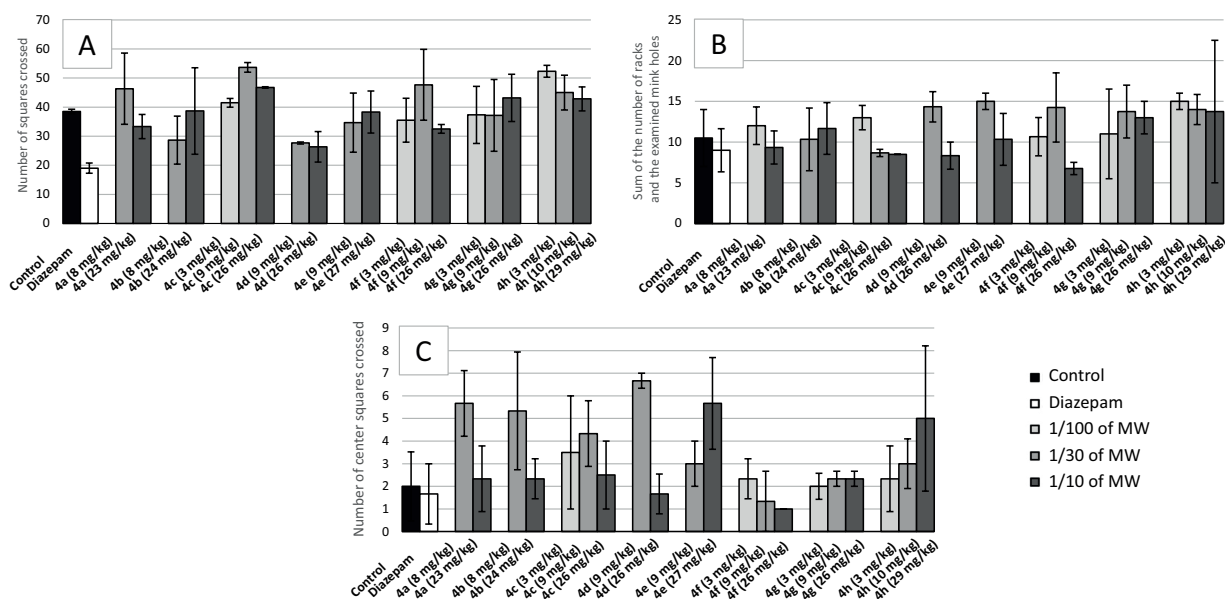 A
Number of squares crossed
70
60
50
40
30
20
10
0
Control
Diazepam
4a (8 mg/kg)
4a (23 mg/kg)
4b (8 mg/kg)
4b (24 mg/kg)
4c (3 mg/kg)
4c (9 mg/kg)
4c (26 mg/kg)
4d (9 mg/kg)
4d (26 mg/kg)
4e (9 mg/kg)
4e (27 mg/kg)
4f (3 mg/kg)
4f (9 mg/kg)
4f (26 mg/kg)
4g (3 mg/kg)
4g (9 mg/kg)
4g (26 mg/kg)
4h (3 mg/kg)
4h (10 mg/kg)
4h (29 mg/kg)
B
Sum of the number of racks
and the examined mink holes
25
20
15
10
5
0
Control
Diazepam
4a (8 mg/kg)
4a (23 mg/kg)
4b (8 mg/kg)
4b (24 mg/kg)
4c (3 mg/kg)
4c (9 mg/kg)
4c (26 mg/kg)
4d (9 mg/kg)
4d (26 mg/kg)
4e (9 mg/kg)
4e (27 mg/kg)
4f (3 mg/kg)
4f (9 mg/kg)
4f (26 mg/kg)
4g (3 mg/kg)
4g (9 mg/kg)
4g (26 mg/kg)
4h (3 mg/kg)
4h (10 mg/kg)
4h (29 mg/kg)
C
Number of center squares crossed
9
8
7
6
5
4
3
2
1
0
Control
Diazepam
4a (8 mg/kg)
4a (23 mg/kg)
4b (8 mg/kg)
4b (24 mg/kg)
4c (3 mg/kg)
4c (9 mg/kg)
4c (26 mg/kg)
4d (9 mg/kg)
4d (26 mg/kg)
4e (9 mg/kg)
4e (27 mg/kg)
4f (3 mg/kg)
4f (9 mg/kg)
4f (26 mg/kg)
4g (3 mg/kg)
4g (9 mg/kg)
4g (26 mg/kg)
4h (3 mg/kg)
4h (10 mg/kg)
4h (29 mg/kg)
Control
Diazepam
1/100 of MW
1/30 of MW
1/10 of MW